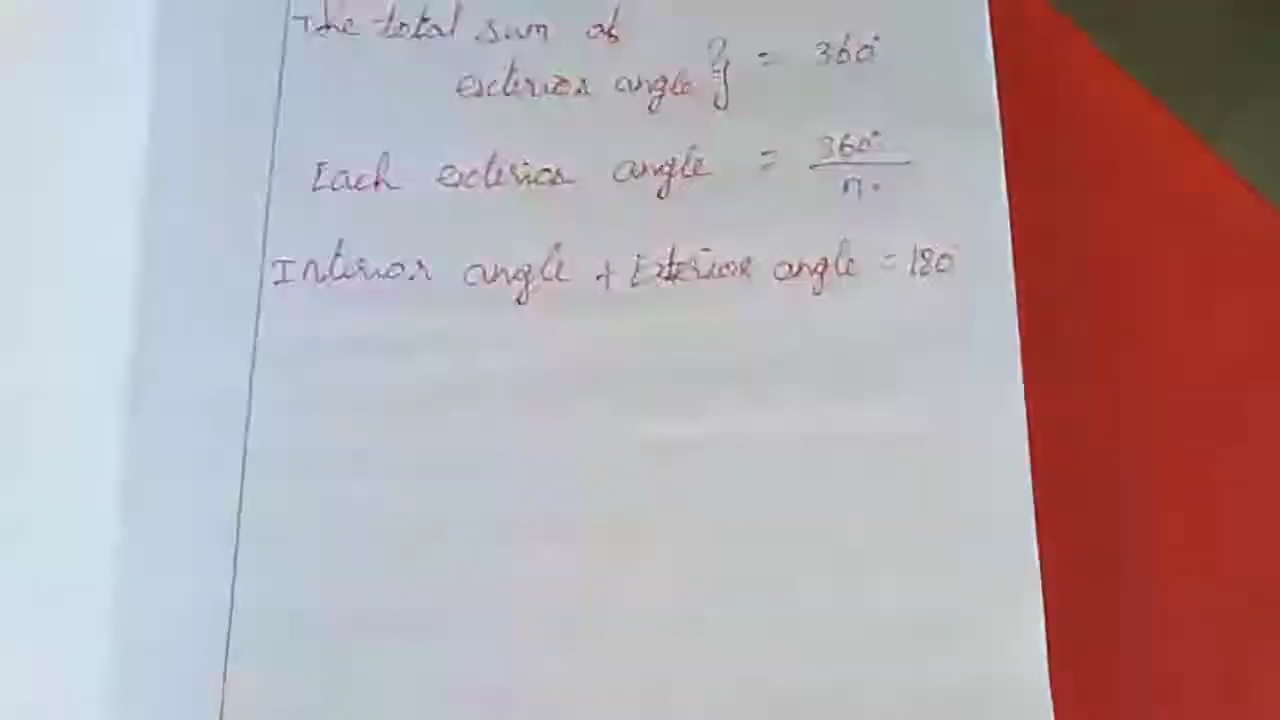 The total sum of
exterior angle } = 360°
Each exterior angle = 360° / n.
Interior angle + Exterior angle = 180°